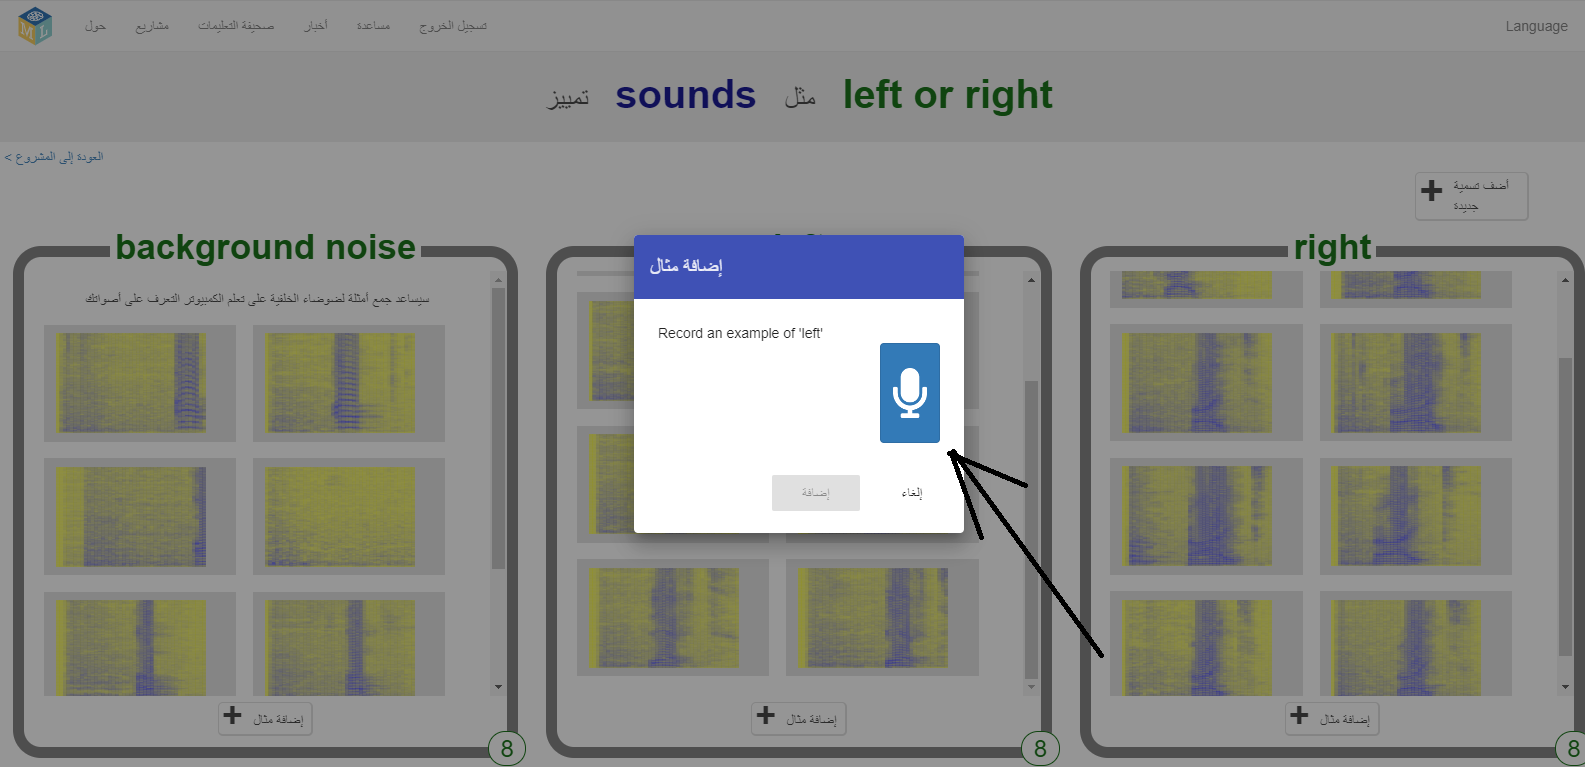 حول
مشاريع
صحيفة التعليمات
أخبار
مساعدة
تسجيل الخروج
Language
تمييز sounds مثل left or right
< العودة إلى المشروع
أضف تسمية
جديدة
background noise
سيساعد جمع أمثلة لضوضاء الخلفية على تعلم الكمبيوتر التعرف على أصواتك
إضافة مثال
8
إضافة مثال
Record an example of 'left'
إضافة
إلغاء
إضافة مثال
8
right
إضافة مثال
8